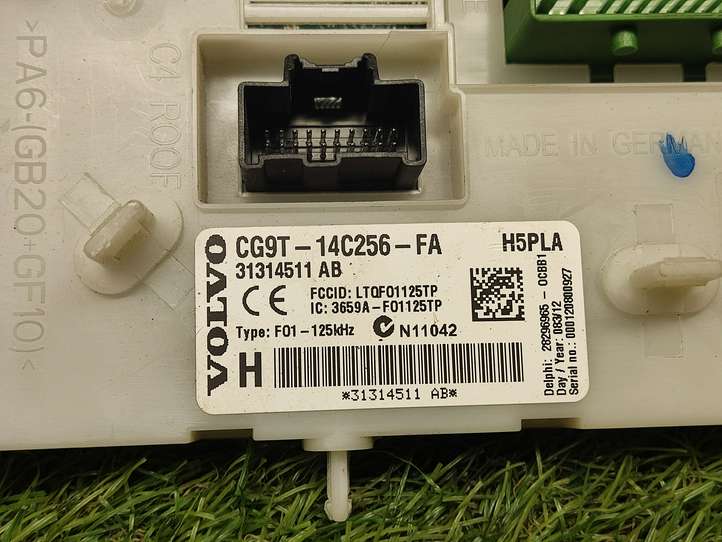 >PA6-(GB20+GF10)<
C4 ROOF
MADE IN GERMANY
VOLVO
CG9T-14C256-FA
H5PLA
31314511 AB
CE
FCCID: LTQFO1125TP
IC: 3659A-FO1125TP
Type: FO1-125kHz
N11042
H
*31314511 AB*
Delphi: 28296965 - OCBB1
Day / Year: 083/12
Serial no.: 000120800927